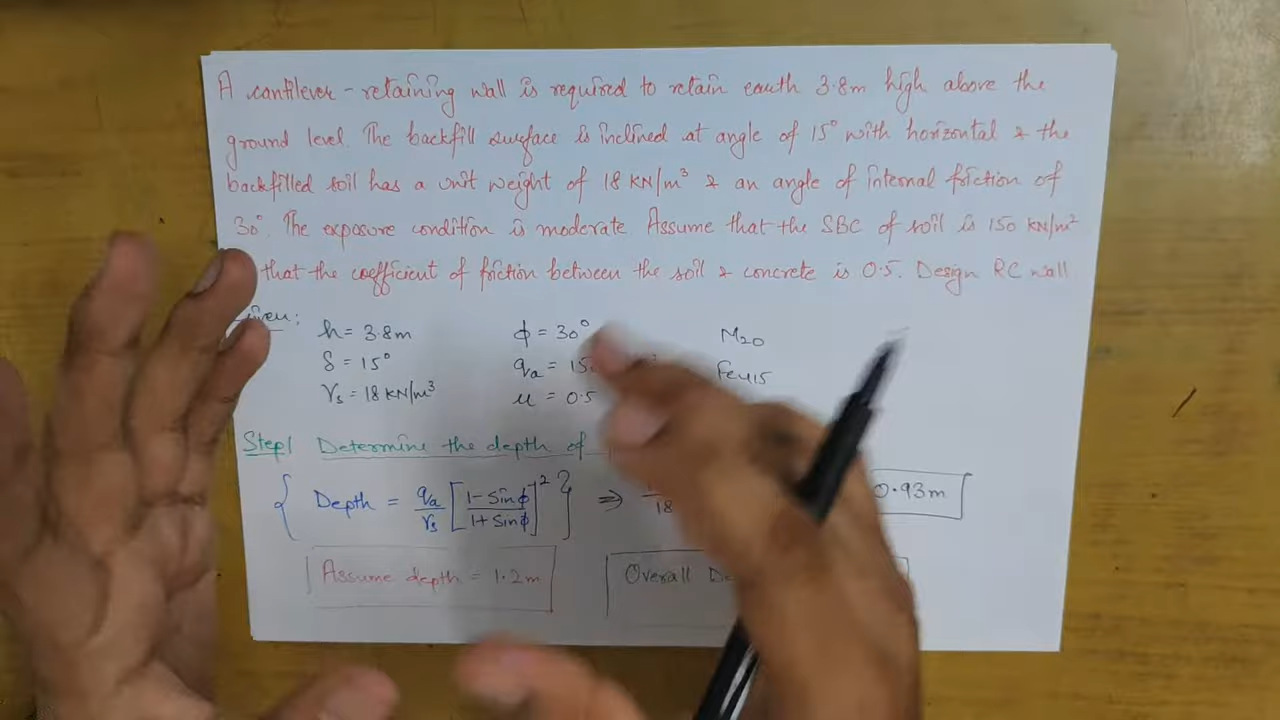 A cantilever - retaining wall is required to retain earth 3.8m high above the
ground level. The backfill surface is inclined at angle of 15° with horizontal & the
backfilled soil has a unit weight of 18 KN/m³ & an angle of internal friction of
30°. The exposure condition is moderate Assume that the SBC of soil is 150 KN/m²
that the coefficient of friction between the soil & concrete is 0.5. Design RC wall
h = 3.8m ϕ = 30° M20
δ = 15° qa = Fe415
γs = 18 KN/m³ μ = 0.5
Step1 Determine the depth of
{ Depth = qa/γs [1 - Sinϕ / 1 + Sinϕ]² } ⇒ 18 0.93m
Assume depth = 1.2m Overall